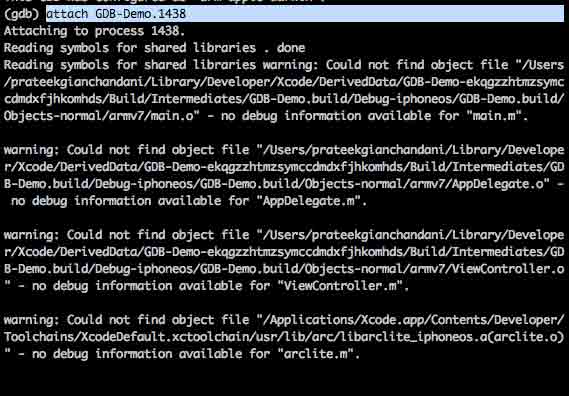 (gdb) attach GDB-Demo.1438
Attaching to process 1438.
Reading symbols for shared libraries . done
Reading symbols for shared libraries warning: Could not find object file "/Users
/prateekgianchandani/Library/Developer/Xcode/DerivedData/GDB-Demo-ekqgzzhtmzsymc
cdmdxfjhkomhds/Build/Intermediates/GDB-Demo.build/Debug-iphoneos/GDB-Demo.build/
Objects-normal/armv7/main.o" - no debug information available for "main.m".
warning: Could not find object file "/Users/prateekgianchandani/Library/Develope
r/Xcode/DerivedData/GDB-Demo-ekqgzzhtmzsymccdmdxfjhkomhds/Build/Intermediates/GD
B-Demo.build/Debug-iphoneos/GDB-Demo.build/Objects-normal/armv7/AppDelegate.o" -
no debug information available for "AppDelegate.m".
warning: Could not find object file "/Users/prateekgianchandani/Library/Develope
r/Xcode/DerivedData/GDB-Demo-ekqgzzhtmzsymccdmdxfjhkomhds/Build/Intermediates/GD
B-Demo.build/Debug-iphoneos/GDB-Demo.build/Objects-normal/armv7/ViewController.o
" - no debug information available for "ViewController.m".
warning: Could not find object file "/Applications/Xcode.app/Contents/Developer/
Toolchains/XcodeDefault.xctoolchain/usr/lib/arc/libarclite_iphoneos.a(arclite.o)
" - no debug information available for "arclite.m".